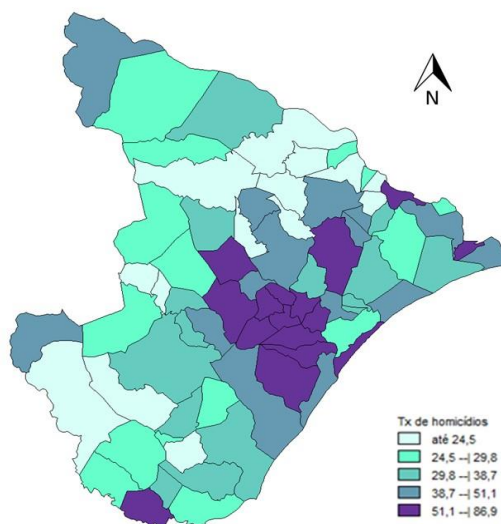 N
Tx de homicídios
até 24,5
24,5 --| 29,8
29,8 --| 38,7
38,7 --| 51,1
51,1 --| 86,9